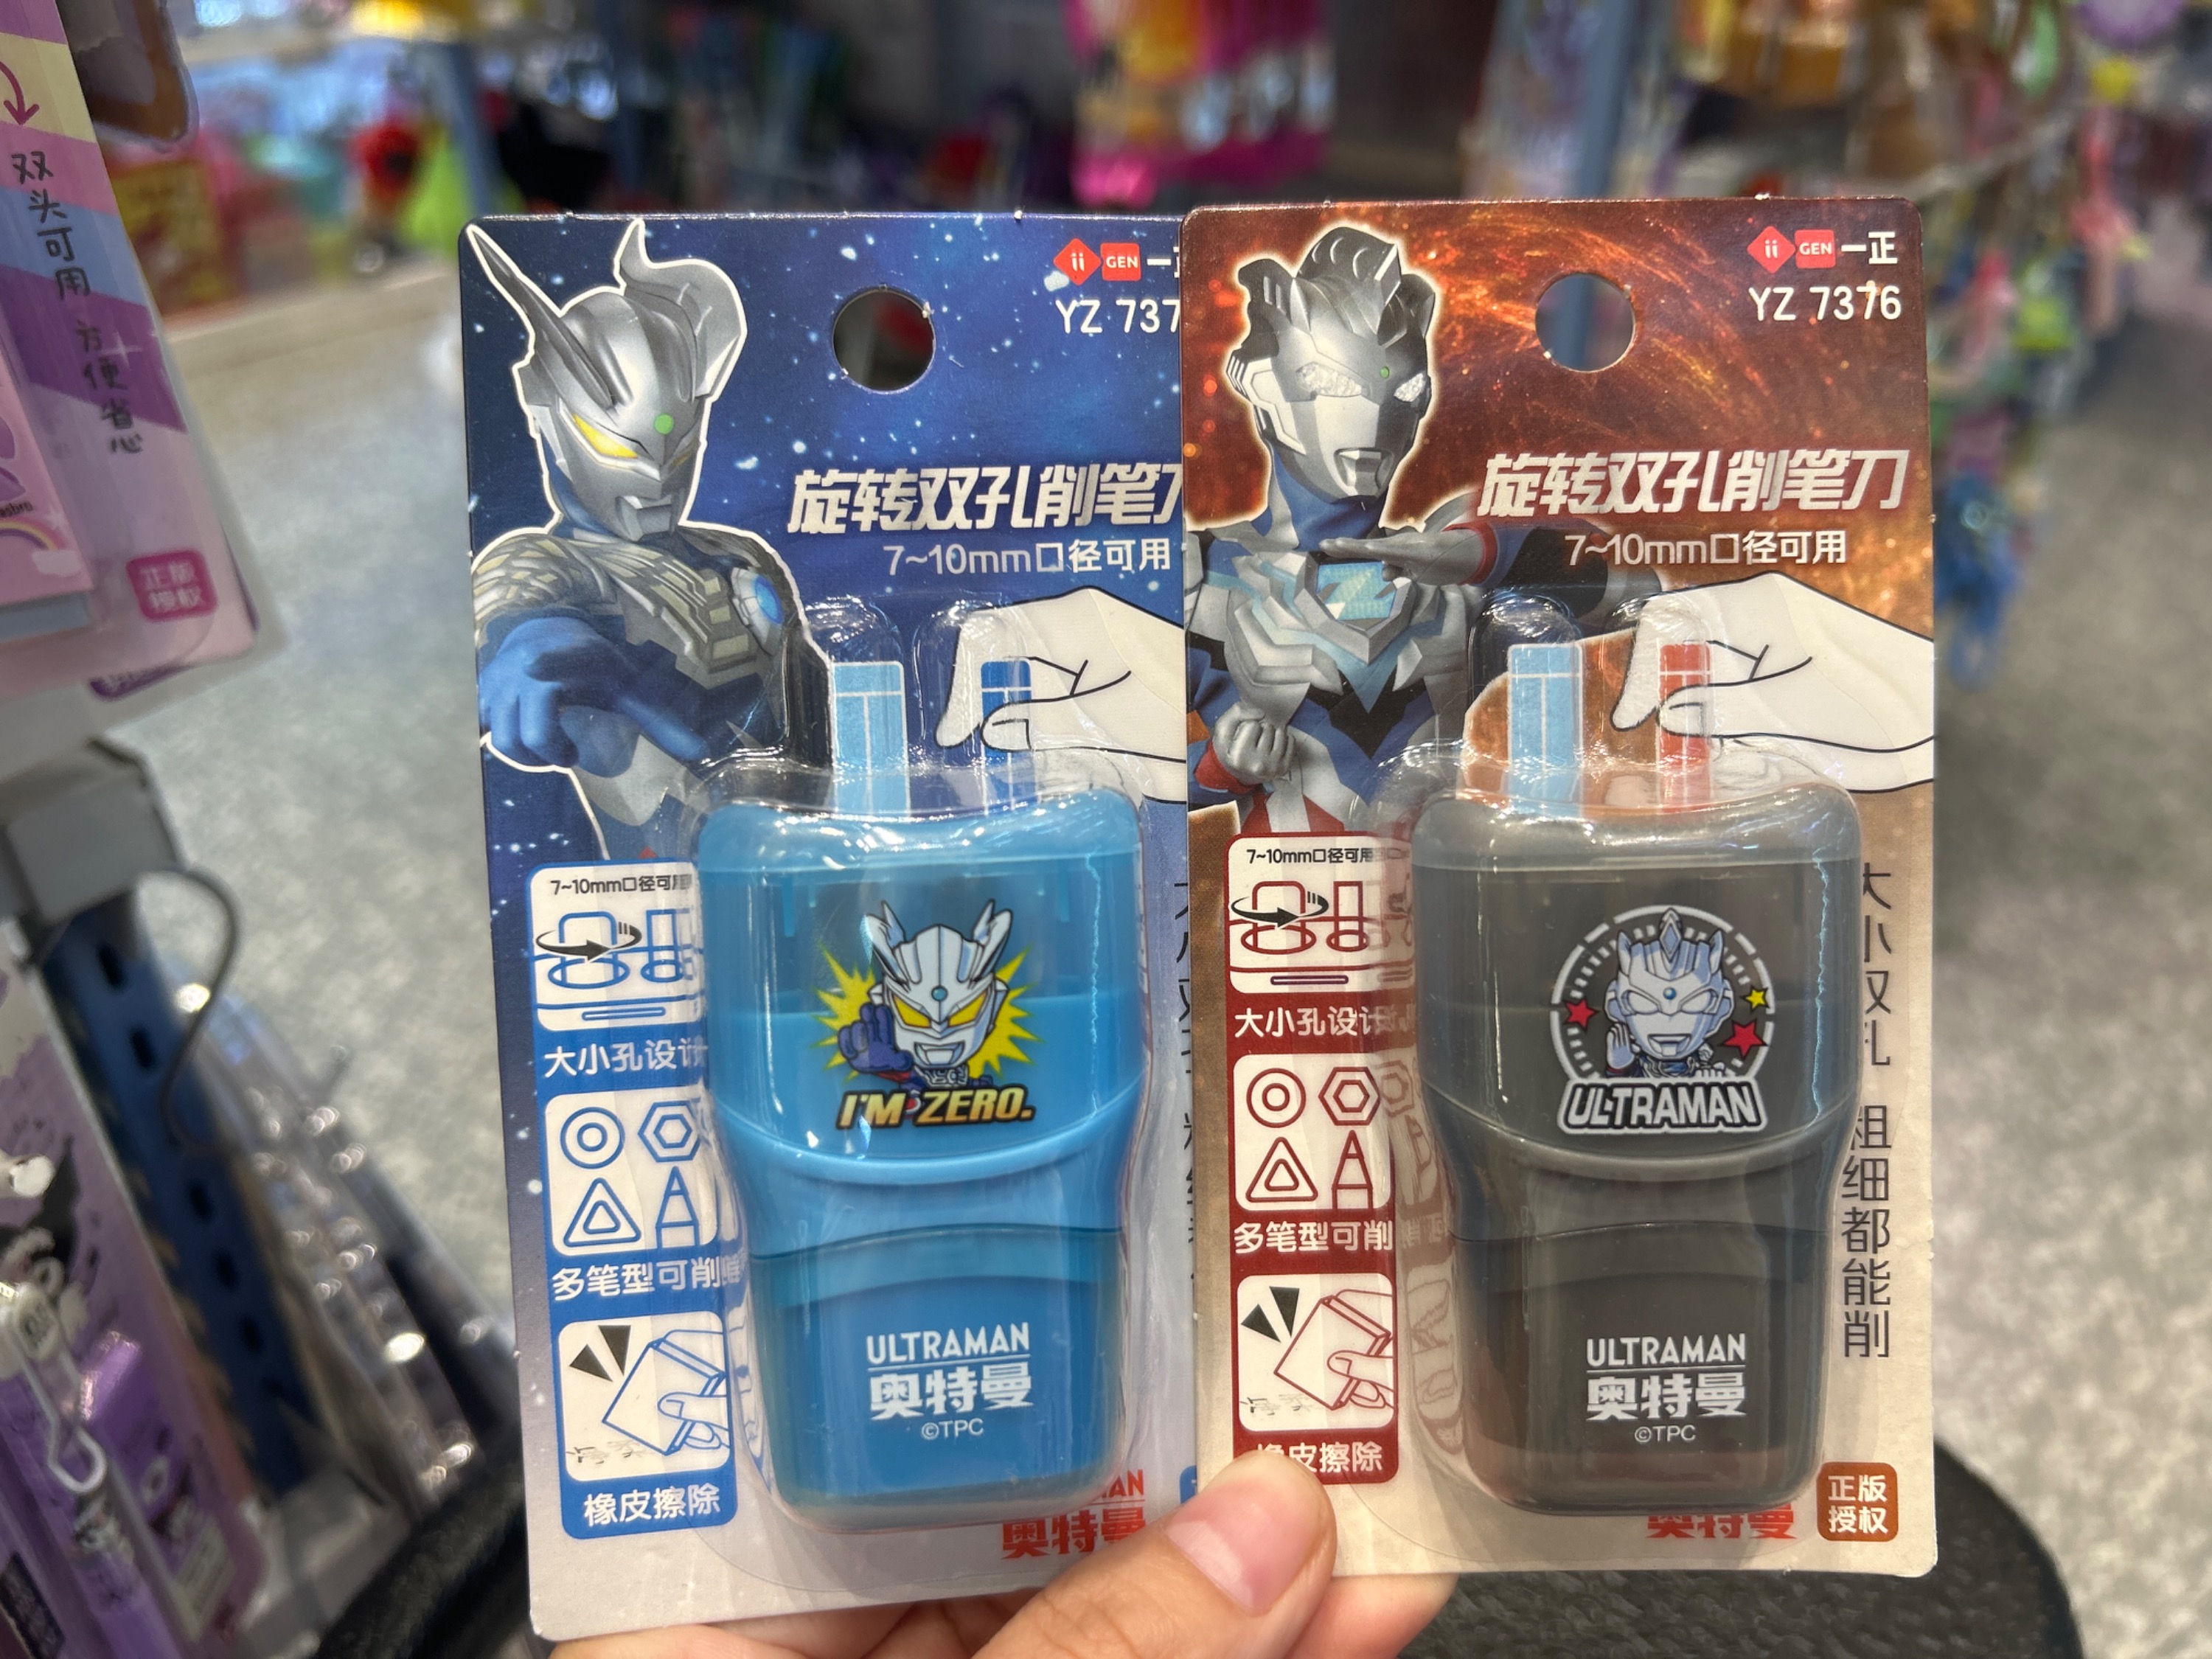 双头可用 方便省心
正版
授权
GEN 一正
YZ 737
旋转双孔削笔刀
7~10mm口径可用
7~10mm口径可用
大小孔设计
多笔型可削
橡皮擦除
I'M ZERO.
ULTRAMAN
奥特曼
©TPC
奥特曼
GEN 一正
YZ 7376
旋转双孔削笔刀
7~10mm口径可用
7~10mm口径可用
大小孔设计
多笔型可削
橡皮擦除
ULTRAMAN
ULTRAMAN
奥特曼
©TPC
大小双孔 粗细都能削
奥特曼
正版
授权